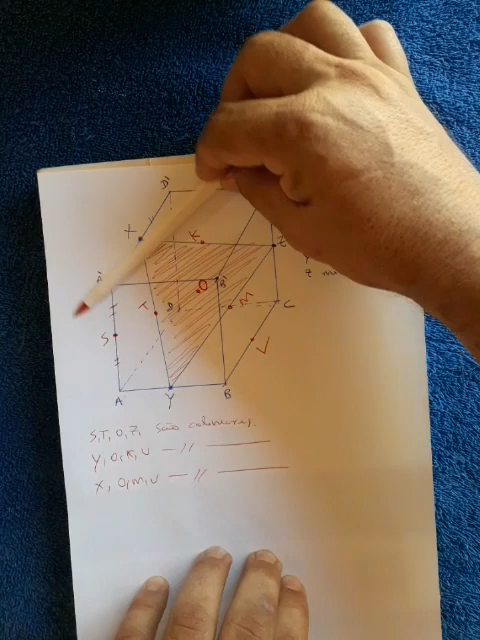 D'
X
K
Z
A'
B'
O
T
D
M
C
S
V
A
Y
B
S,T,O,Z, são colineares.
Y,O,K,U — // —
X, O,M,V — // —